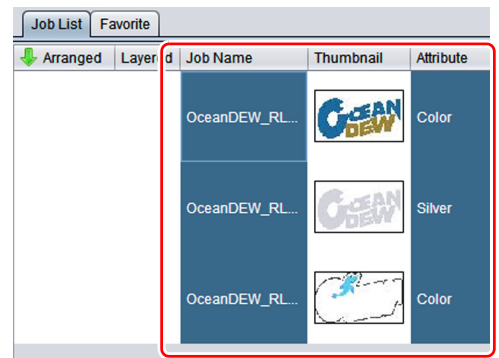 Job List Favorite
Arranged Layered Job Name Thumbnail Attribute
OceanDEW_RL... OCEAN DEW Color
OceanDEW_RL... OCEAN DEW Silver
OceanDEW_RL... Color